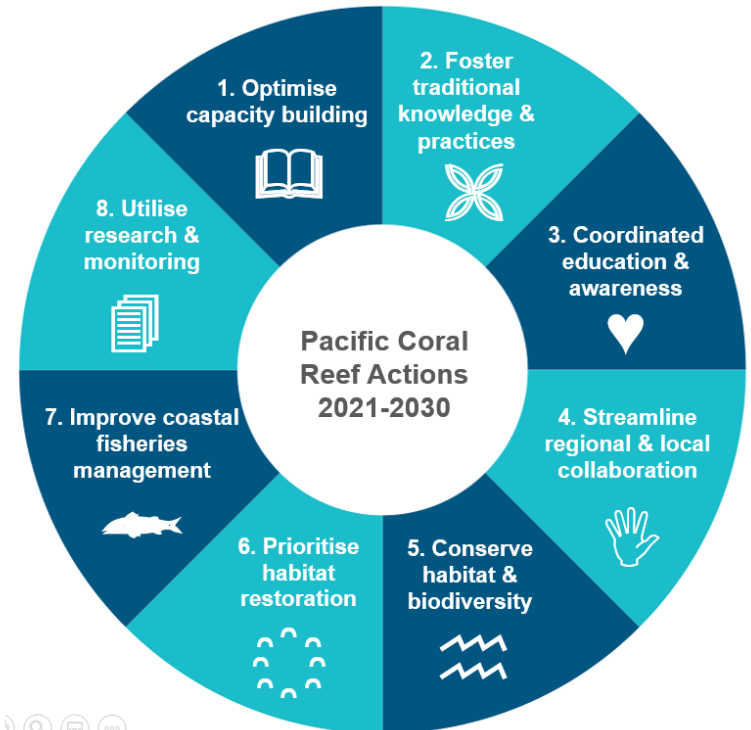 1. Optimise
capacity building
2. Foster
traditional
knowledge &
practices
3. Coordinated
education &
awareness
4. Streamline
regional & local
collaboration
5. Conserve
habitat &
biodiversity
6. Prioritise
habitat
restoration
7. Improve coastal
fisheries
management
8. Utilise
research &
monitoring
Pacific Coral
Reef Actions
2021-2030